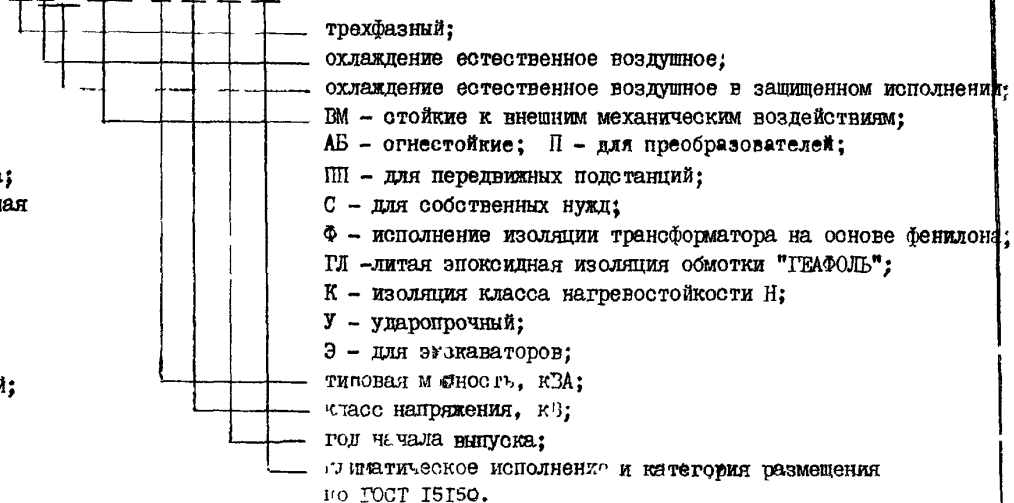 трехфазный;
охлаждение естественное воздушное;
охлаждение естественное воздушное в защищенном исполнении;
ВМ – стойкие к внешним механическим воздействиям;
АБ – огнестойкие; П – для преобразователей;
ПП – для передвижных подстанций;
С – для собственных нужд;
ная
Ф – исполнение изоляции трансформатора на основе фенилона;
ГЛ –литая эпоксидная изоляция обмотки "ГЕАФОЛЬ";
К – изоляция класса нагревостойкости Н;
У – ударопрочный;
Э – для экскаваторов;
типовая мощность, кВА;
класс напряжения, кВ;
год начала выпуска;
климатическое исполнение и категория размещения
по ГОСТ 15150.